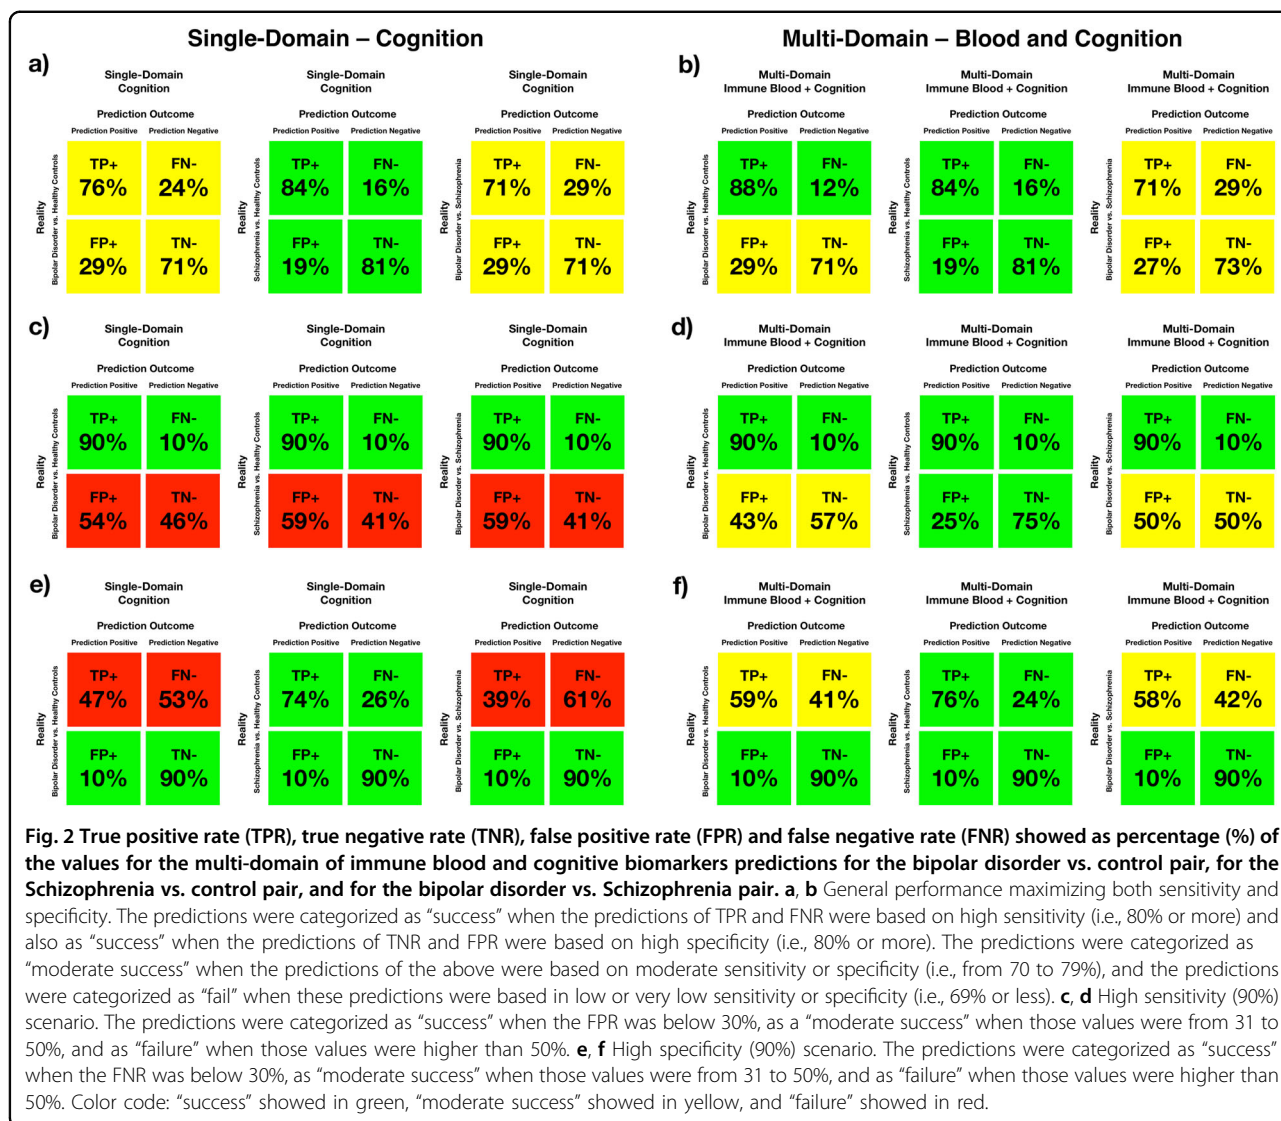 Single-Domain – Cognition
Multi-Domain – Blood and Cognition
a)
Single-Domain
Cognition
Prediction Outcome
Prediction Positive Prediction Negative
Reality
Bipolar Disorder vs. Healthy Controls
TP+ FN-
76% 24%
FP+ TN-
29% 71%
Single-Domain
Cognition
Prediction Outcome
Prediction Positive Prediction Negative
Reality
Schizophrenia vs. Healthy Controls
TP+ FN-
84% 16%
FP+ TN-
19% 81%
Single-Domain
Cognition
Prediction Outcome
Prediction Positive Prediction Negative
Reality
Bipolar Disorder vs. Schizophrenia
TP+ FN-
71% 29%
FP+ TN-
29% 71%
b)
Multi-Domain
Immune Blood + Cognition
Prediction Outcome
Prediction Positive Prediction Negative
Reality
Bipolar Disorder vs. Healthy Controls
TP+ FN-
88% 12%
FP+ TN-
29% 71%
Multi-Domain
Immune Blood + Cognition
Prediction Outcome
Prediction Positive Prediction Negative
Reality
Schizophrenia vs. Healthy Controls
TP+ FN-
84% 16%
FP+ TN-
19% 81%
Multi-Domain
Immune Blood + Cognition
Prediction Outcome
Prediction Positive Prediction Negative
Reality
Bipolar Disorder vs. Schizophrenia
TP+ FN-
71% 29%
FP+ TN-
27% 73%
c)
Single-Domain
Cognition
Prediction Outcome
Prediction Positive Prediction Negative
Reality
Bipolar Disorder vs. Healthy Controls
TP+ FN-
90% 10%
FP+ TN-
54% 46%
Single-Domain
Cognition
Prediction Outcome
Prediction Positive Prediction Negative
Reality
Schizophrenia vs. Healthy Controls
TP+ FN-
90% 10%
FP+ TN-
59% 41%
Single-Domain
Cognition
Prediction Outcome
Prediction Positive Prediction Negative
Reality
Bipolar Disorder vs. Schizophrenia
TP+ FN-
90% 10%
FP+ TN-
59% 41%
d)
Multi-Domain
Immune Blood + Cognition
Prediction Outcome
Prediction Positive Prediction Negative
Reality
Bipolar Disorder vs. Healthy Controls
TP+ FN-
90% 10%
FP+ TN-
43% 57%
Multi-Domain
Immune Blood + Cognition
Prediction Outcome
Prediction Positive Prediction Negative
Reality
Schizophrenia vs. Healthy Controls
TP+ FN-
90% 10%
FP+ TN-
25% 75%
Multi-Domain
Immune Blood + Cognition
Prediction Outcome
Prediction Positive Prediction Negative
Reality
Bipolar Disorder vs. Schizophrenia
TP+ FN-
90% 10%
FP+ TN-
50% 50%
e)
Single-Domain
Cognition
Prediction Outcome
Prediction Positive Prediction Negative
Reality
Bipolar Disorder vs. Healthy Controls
TP+ FN-
47% 53%
FP+ TN-
10% 90%
Single-Domain
Cognition
Prediction Outcome
Prediction Positive Prediction Negative
Reality
Schizophrenia vs. Healthy Controls
TP+ FN-
74% 26%
FP+ TN-
10% 90%
Single-Domain
Cognition
Prediction Outcome
Prediction Positive Prediction Negative
Reality
Bipolar Disorder vs. Schizophrenia
TP+ FN-
39% 61%
FP+ TN-
10% 90%
f)
Multi-Domain
Immune Blood + Cognition
Prediction Outcome
Prediction Positive Prediction Negative
Reality
Bipolar Disorder vs. Healthy Controls
TP+ FN-
59% 41%
FP+ TN-
10% 90%
Multi-Domain
Immune Blood + Cognition
Prediction Outcome
Prediction Positive Prediction Negative
Reality
Schizophrenia vs. Healthy Controls
TP+ FN-
76% 24%
FP+ TN-
10% 90%
Multi-Domain
Immune Blood + Cognition
Prediction Outcome
Prediction Positive Prediction Negative
Reality
Bipolar Disorder vs. Schizophrenia
TP+ FN-
58% 42%
FP+ TN-
10% 90%
Fig. 2 True positive rate (TPR), true negative rate (TNR), false positive rate (FPR) and false negative rate (FNR) showed as percentage (%) of
the values for the multi-domain of immune blood and cognitive biomarkers predictions for the bipolar disorder vs. control pair, for the
Schizophrenia vs. control pair, and for the bipolar disorder vs. Schizophrenia pair. a, b General performance maximizing both sensitivity and
specificity. The predictions were categorized as “success” when the predictions of TPR and FNR were based on high sensitivity (i.e., 80% or more) and
also as “success” when the predictions of TNR and FPR were based on high specificity (i.e., 80% or more). The predictions were categorized as
“moderate success” when the predictions of the above were based on moderate sensitivity or specificity (i.e., from 70 to 79%), and the predictions
were categorized as “fail” when these predictions were based in low or very low sensitivity or specificity (i.e., 69% or less). c, d High sensitivity (90%)
scenario. The predictions were categorized as “success” when the FPR was below 30%, as a “moderate success” when those values were from 31 to
50%, and as “failure” when those values were higher than 50%. e, f High specificity (90%) scenario. The predictions were categorized as “success”
when the FNR was below 30%, as “moderate success” when those values were from 31 to 50%, and as “failure” when those values were higher than
50%. Color code: “success” showed in green, “moderate success” showed in yellow, and “failure” showed in red.